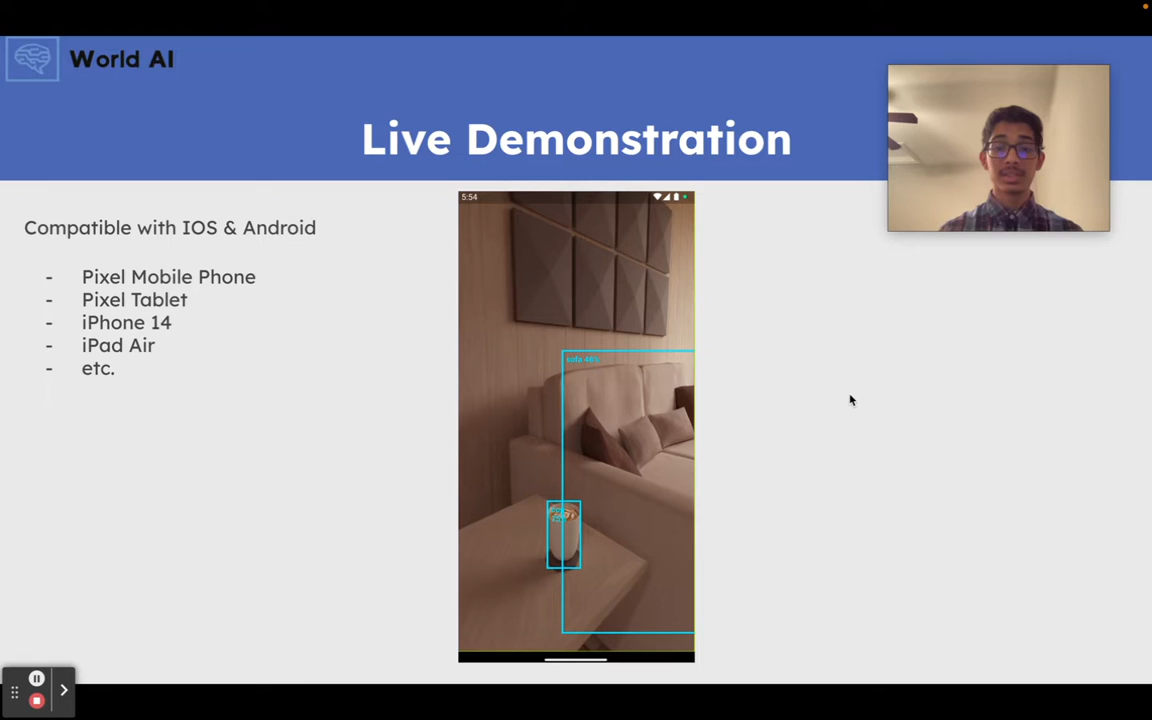 World AI
Live Demonstration
Compatible with IOS & Android
- Pixel Mobile Phone
- Pixel Tablet
- iPhone 14
- iPad Air
- etc.
5:54
sofa